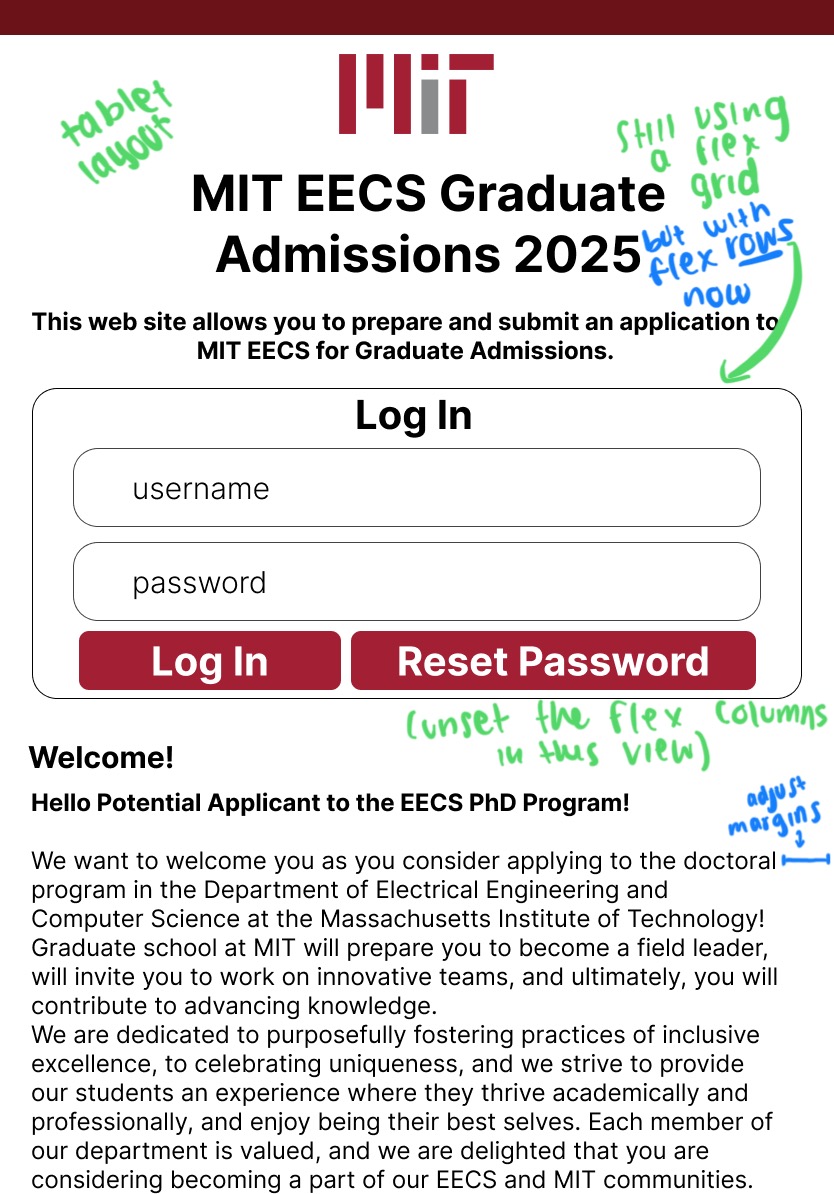 MIT
tablet
layout
still using
a flex
grid
but with
flex rows
now
MIT EECS Graduate
Admissions 2025
This web site allows you to prepare and submit an application to
MIT EECS for Graduate Admissions.
Log In
username
password
Log In Reset Password
(unset the flex columns
in this view)
Welcome!
Hello Potential Applicant to the EECS PhD Program!
adjust
margins
We want to welcome you as you consider applying to the doctoral
program in the Department of Electrical Engineering and
Computer Science at the Massachusetts Institute of Technology!
Graduate school at MIT will prepare you to become a field leader,
will invite you to work on innovative teams, and ultimately, you will
contribute to advancing knowledge.
We are dedicated to purposefully fostering practices of inclusive
excellence, to celebrating uniqueness, and we strive to provide
our students an experience where they thrive academically and
professionally, and enjoy being their best selves. Each member of
our department is valued, and we are delighted that you are
considering becoming a part of our EECS and MIT communities.